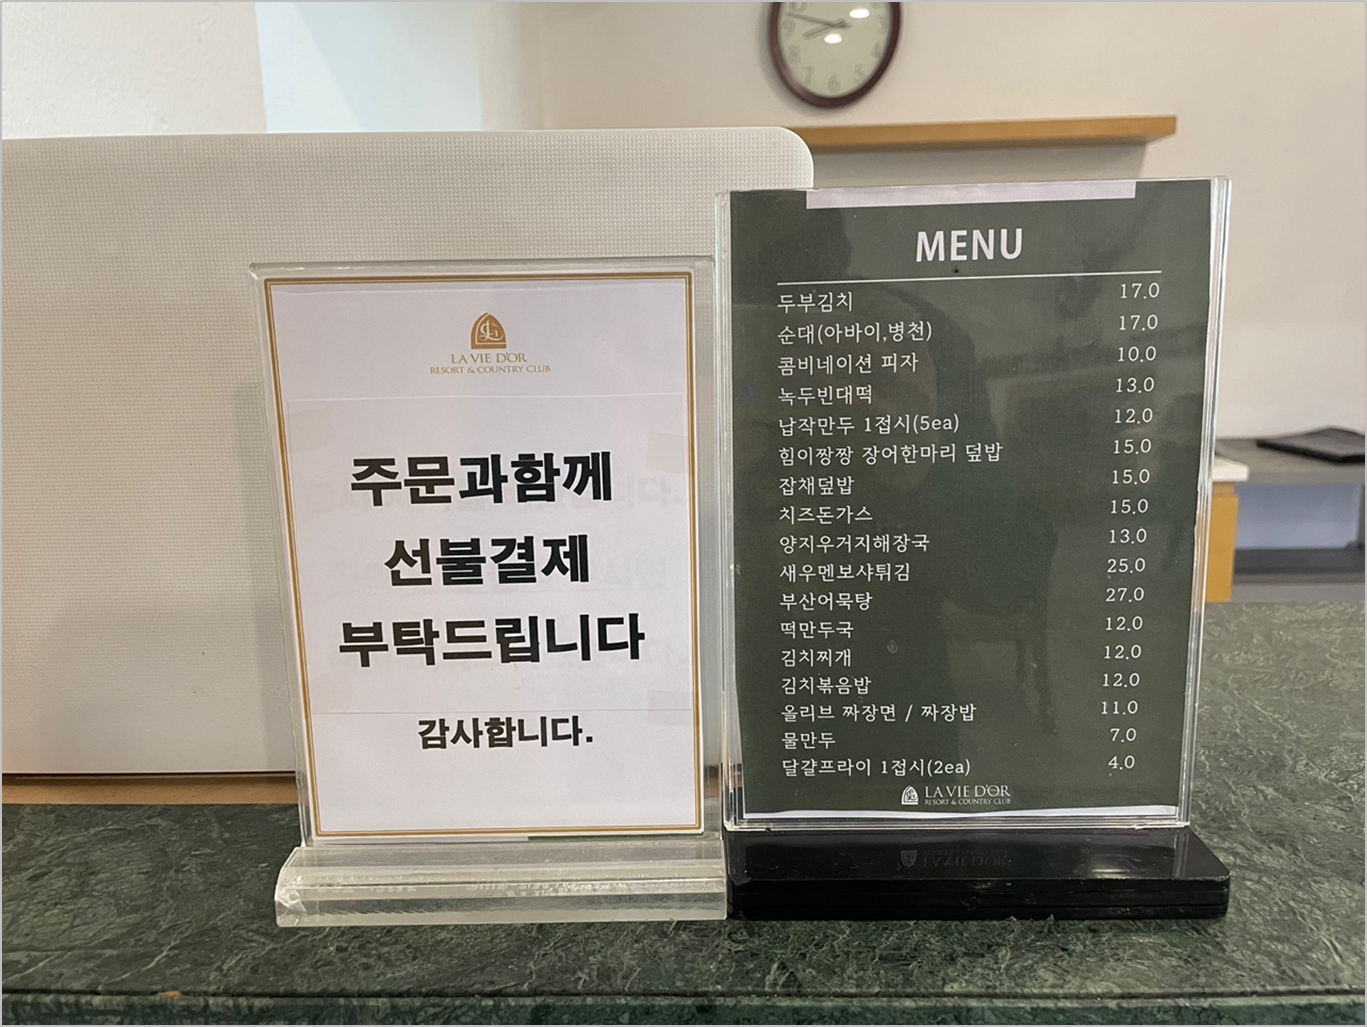 LA VIE D'OR
RESORT & COUNTRY CLUB
주문과함께
선불결제
부탁드립니다
감사합니다.
MENU
두부김치 17.0
순대(아바이,병천) 17.0
콤비네이션 피자 10.0
녹두빈대떡 13.0
납작만두 1접시(5ea) 12.0
힘이짱짱 장어한마리 덮밥 15.0
잡채덮밥 15.0
치즈돈가스 15.0
양지우거지해장국 13.0
새우멘보샤튀김 25.0
부산어묵탕 27.0
떡만두국 12.0
김치찌개 12.0
김치볶음밥 12.0
올리브 짜장면 / 짜장밥 11.0
물만두 7.0
달걀프라이 1접시(2ea) 4.0
LA VIE D'OR
RESORT & COUNTRY CLUB